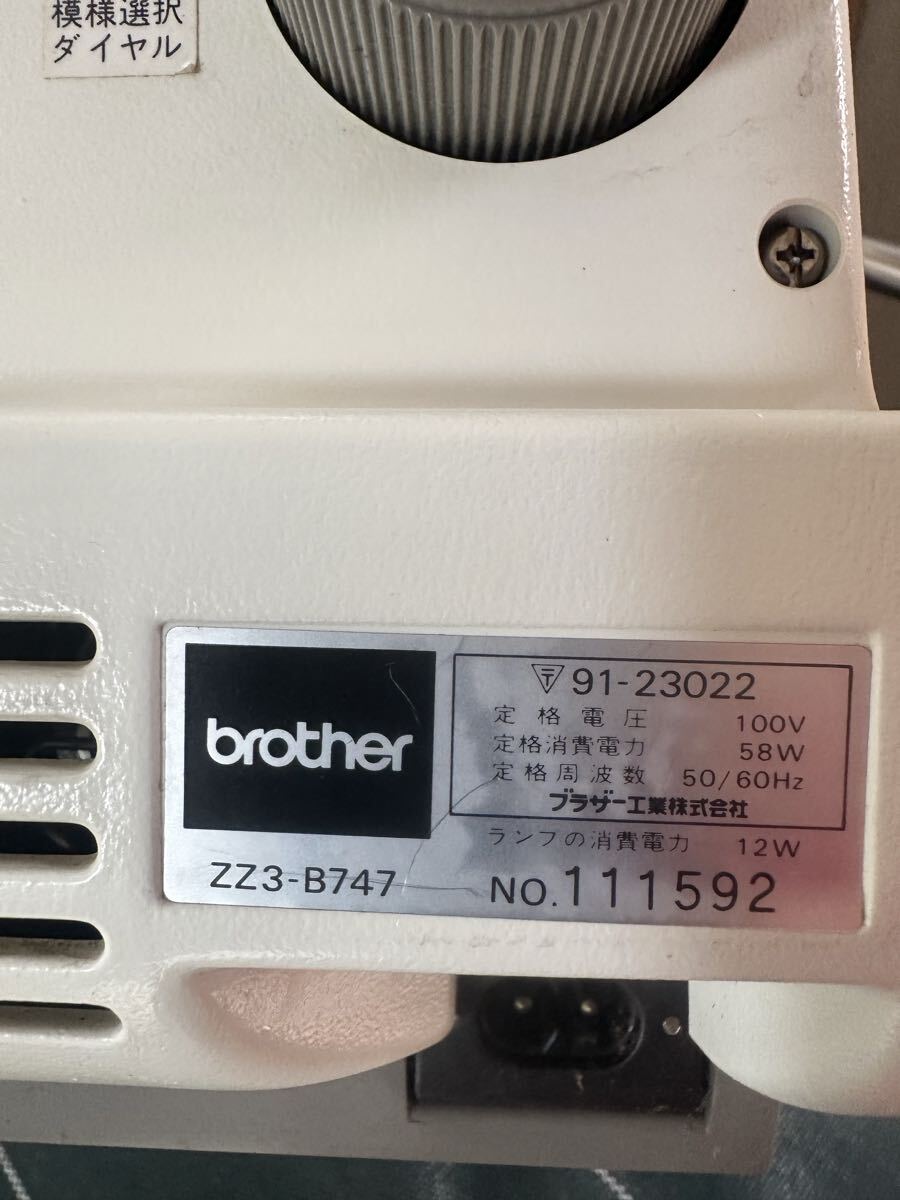 模様選択
ダイヤル
brother
〒 91-23022
定格電圧 100V
定格消費電力 58W
定格周波数 50/60Hz
ブラザー工業株式会社
ランプの消費電力 12W
ZZ3-B747 NO.111592